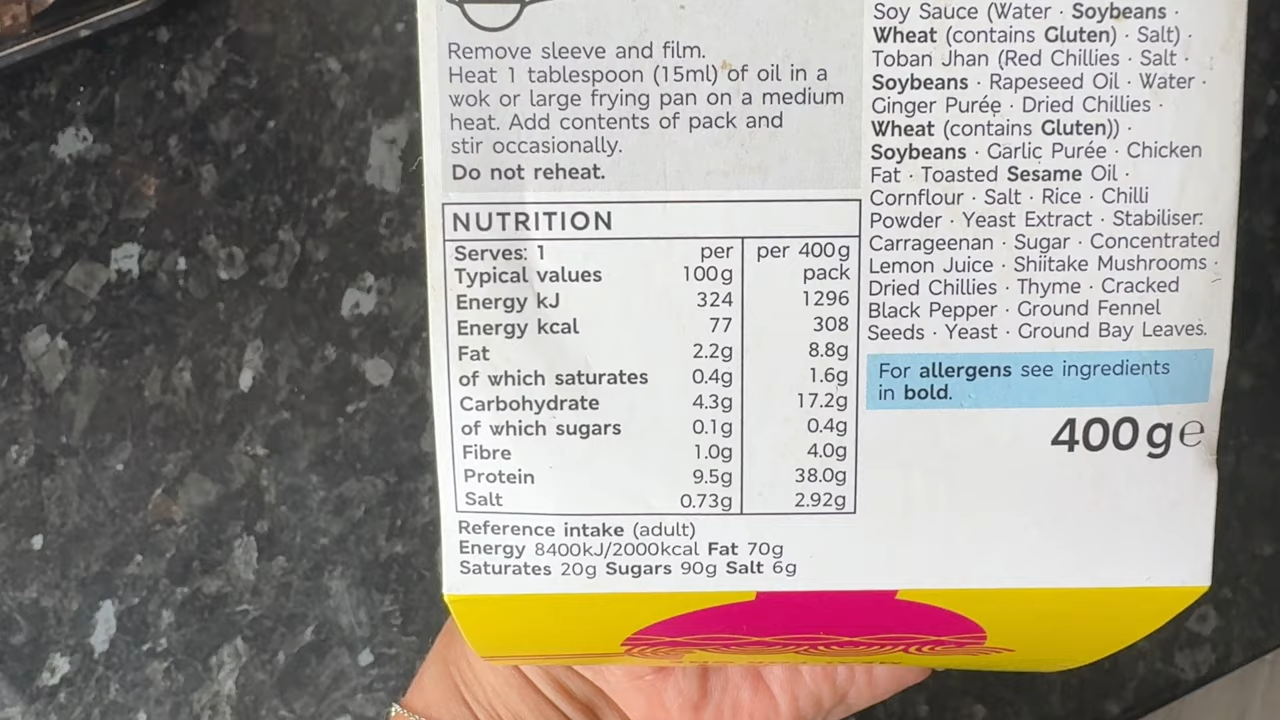 Remove sleeve and film.
Heat 1 tablespoon (15ml) of oil in a
wok or large frying pan on a medium
heat. Add contents of pack and
stir occasionally.
Do not reheat.
NUTRITION
Serves: 1 per per 400g
Typical values 100g pack
Energy kJ 324 1296
Energy kcal 77 308
Fat 2.2g 8.8g
of which saturates 0.4g 1.6g
Carbohydrate 4.3g 17.2g
of which sugars 0.1g 0.4g
Fibre 1.0g 4.0g
Protein 9.5g 38.0g
Salt 0.73g 2.92g
Reference intake (adult)
Energy 8400kJ/2000kcal Fat 70g
Saturates 20g Sugars 90g Salt 6g
Soy Sauce (Water · Soybeans ·
Wheat (contains Gluten) · Salt) ·
Toban Jhan (Red Chillies · Salt ·
Soybeans · Rapeseed Oil · Water ·
Ginger Purée · Dried Chillies ·
Wheat (contains Gluten)) ·
Soybeans · Garlic Purée · Chicken
Fat · Toasted Sesame Oil ·
Cornflour · Salt · Rice · Chilli
Powder · Yeast Extract · Stabiliser:
Carrageenan · Sugar · Concentrated
Lemon Juice · Shiitake Mushrooms ·
Dried Chillies · Thyme · Cracked
Black Pepper · Ground Fennel
Seeds · Yeast · Ground Bay Leaves.
For allergens see ingredients
in bold.
400g℮